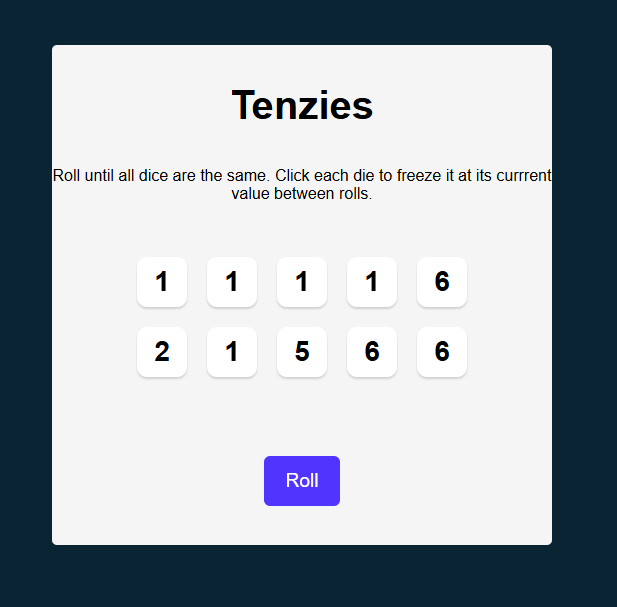 Tenzies
Roll until all dice are the same. Click each die to freeze it at its currrent
value between rolls.
1 1 1 1 6
2 1 5 6 6
Roll